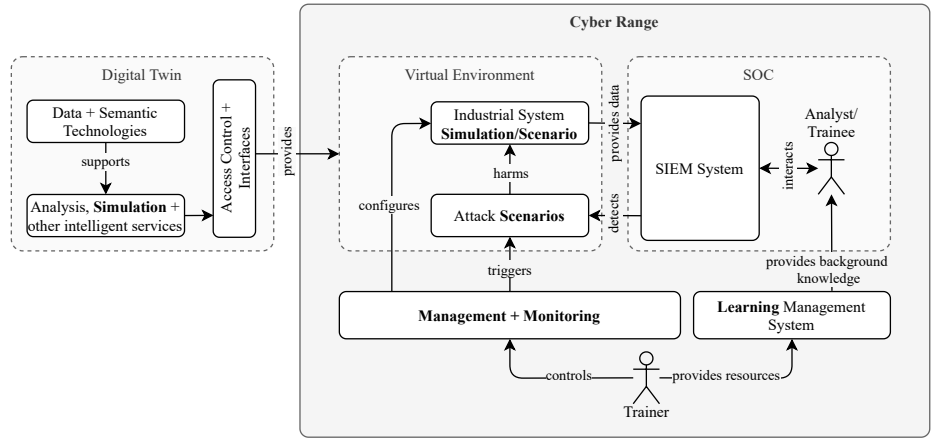 Cyber Range
Digital Twin
Data + Semantic
Technologies
supports
Analysis, Simulation +
other intelligent services
Access Control +
Interfaces
provides
Virtual Environment
Industrial System
Simulation/Scenario
harms
configures
Attack Scenarios
triggers
provides data
detects
SOC
SIEM System
interacts
Analyst/
Trainee
provides background
knowledge
Management + Monitoring
Learning Management
System
controls
provides resources
Trainer